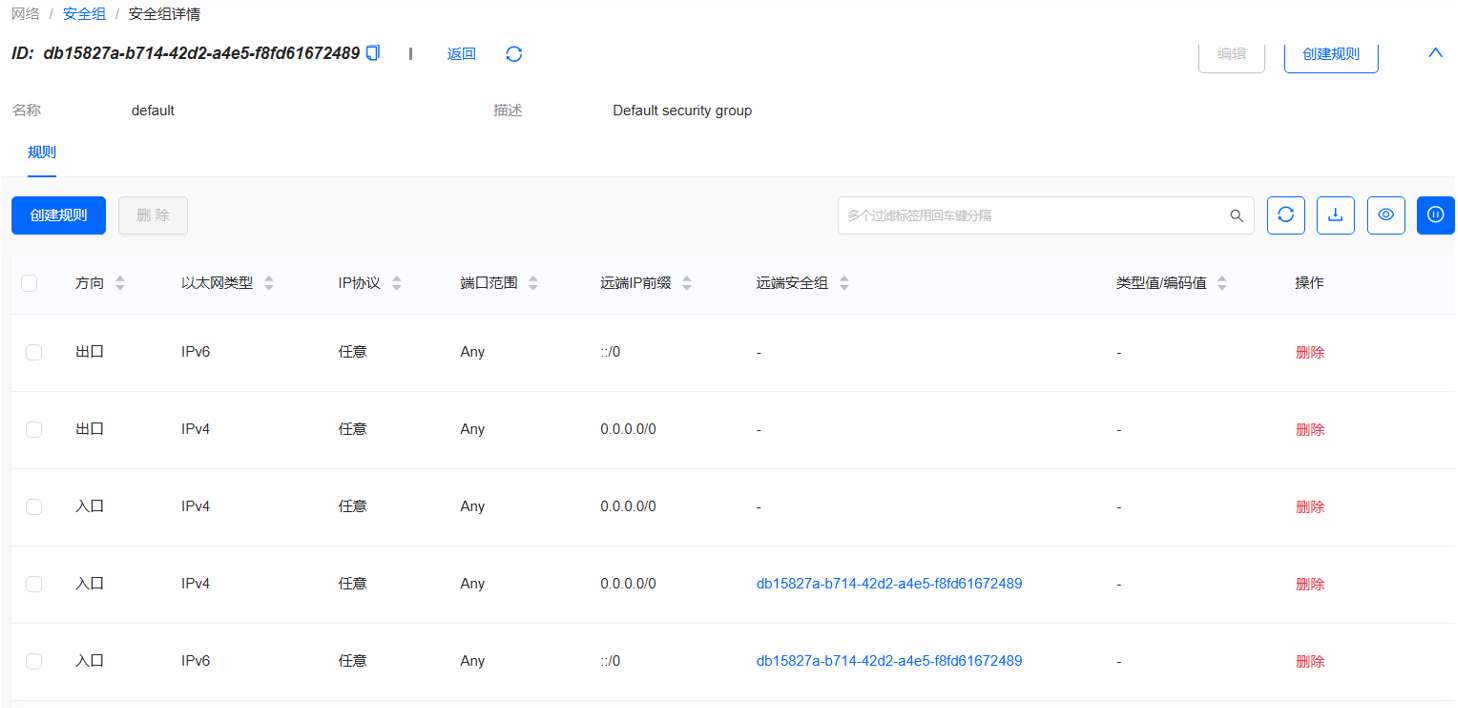 网络 / 安全组 / 安全组详情
ID: db15827a-b714-42d2-a4e5-f8fd61672489 返回 编辑 创建规则
名称 default 描述 Default security group
规则
创建规则 删 除 多个过滤标签用回车键分隔
方向 以太网类型 IP协议 端口范围 远端IP前缀 远端安全组 类型值/编码值 操作
出口 IPv6 任意 Any ::/0 - - 删除
出口 IPv4 任意 Any 0.0.0.0/0 - - 删除
入口 IPv4 任意 Any 0.0.0.0/0 - - 删除
入口 IPv4 任意 Any 0.0.0.0/0 db15827a-b714-42d2-a4e5-f8fd61672489 - 删除
入口 IPv6 任意 Any ::/0 db15827a-b714-42d2-a4e5-f8fd61672489 - 删除